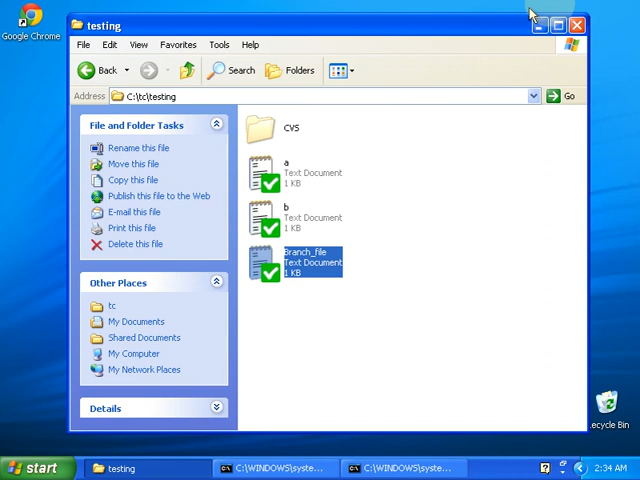 Google Chrome
testing
File Edit View Favorites Tools Help
Back Search Folders
Address C:\tc\testing Go
File and Folder Tasks
Rename this file
Move this file
Copy this file
Publish this file to the Web
E-mail this file
Print this file
Delete this file
Other Places
tc
My Documents
Shared Documents
My Computer
My Network Places
Details
CVS
a
Text Document
1 KB
b
Text Document
1 KB
Branch_file
Text Document
1 KB
ecycle Bin
start testing C:\WINDOWS\syste... C:\WINDOWS\syste... 2:34 AM